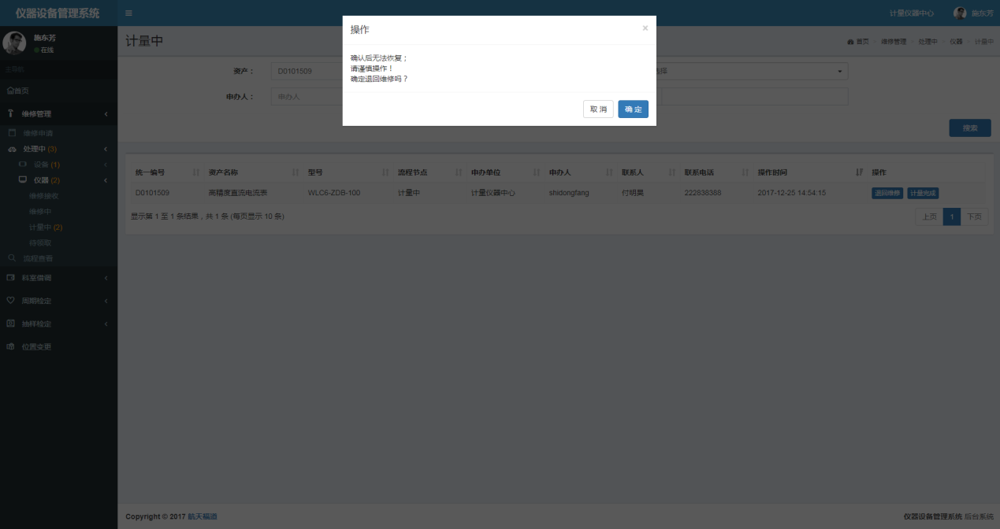 仪器设备管理系统
计量仪器中心 施东芳
施东芳
在线
主导航
首页
维修管理
维修申请
处理中 (3)
设备 (1)
仪器 (2)
维修接收
维修中
计量中 (2)
待领取
流程查看
科室借调
周期检定
抽样检定
位置变更
计量中
首页 维修管理 处理中 仪器 计量中
操作 ×
确认后无法恢复；
请谨慎操作！
确定退回维修吗？
取 消 确 定
资产： D0101509 择
申办人： 申办人
搜索
统一编号 资产名称 型号 流程节点 申办单位 申办人 联系人 联系电话 操作时间 操作
D0101509 高精度直流电流表 WLC6-ZDB-100 计量中 计量仪器中心 shidongfang 付明昊 222838388 2017-12-25 14:54:15 退回维修 计量完成
显示第 1 至 1 条结果，共 1 条 (每页显示 10 条)
上页 1 下页
Copyright © 2017 航天福道
仪器设备管理系统 后台系统